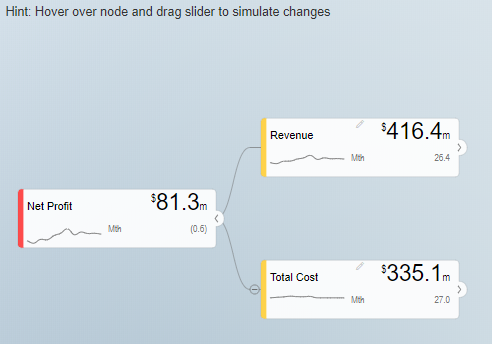 Hint: Hover over node and drag slider to simulate changes
Revenue
$416.4m
Mth
26.4
Net Profit
$81.3m
Mth
(0.6)
Total Cost
$335.1m
Mth
27.0